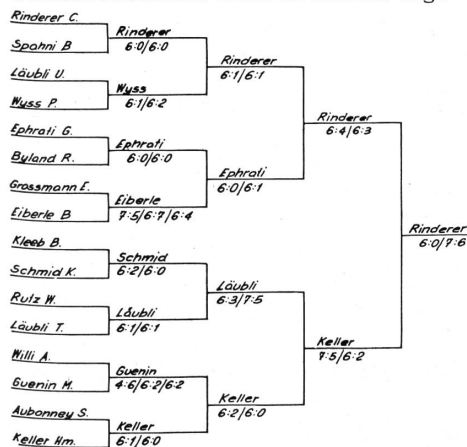 Rinderer C.
Spahni B
Läubli U.
Wyss P.
Ephrati G.
Byland R.
Grossmann E.
Eiberle B
Kleeb B.
Schmid K.
Rutz W.
Läubli T.
Willi A.
Guenin M.
Aubonney S.
Keller Hm.
Rinderer
6:0/6:0
Wyss
6:1/6:2
Ephrati
6:0/6:0
Eiberle
7:5/6:7/6:4
Schmid
6:2/6:0
Läubli
6:1/6:1
Guenin
4:6/6:2/6:2
Keller
6:1/6:0
Rinderer
6:1/6:1
Ephrati
6:0/6:1
Läubli
6:3/7:5
Keller
6:2/6:0
Rinderer
6:4/6:3
Keller
7:5/6:2
Rinderer
6:0/7:6